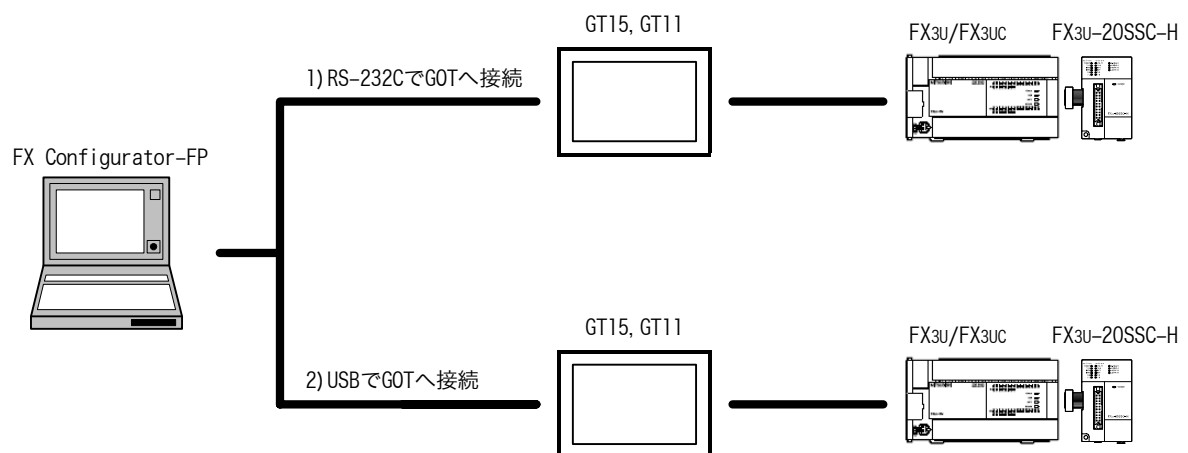 GT15, GT11
FX3U/FX3UC
FX3U-20SSC-H
1) RS-232CでGOTへ接続
FX Configurator-FP
GT15, GT11
FX3U/FX3UC
FX3U-20SSC-H
2) USBでGOTへ接続